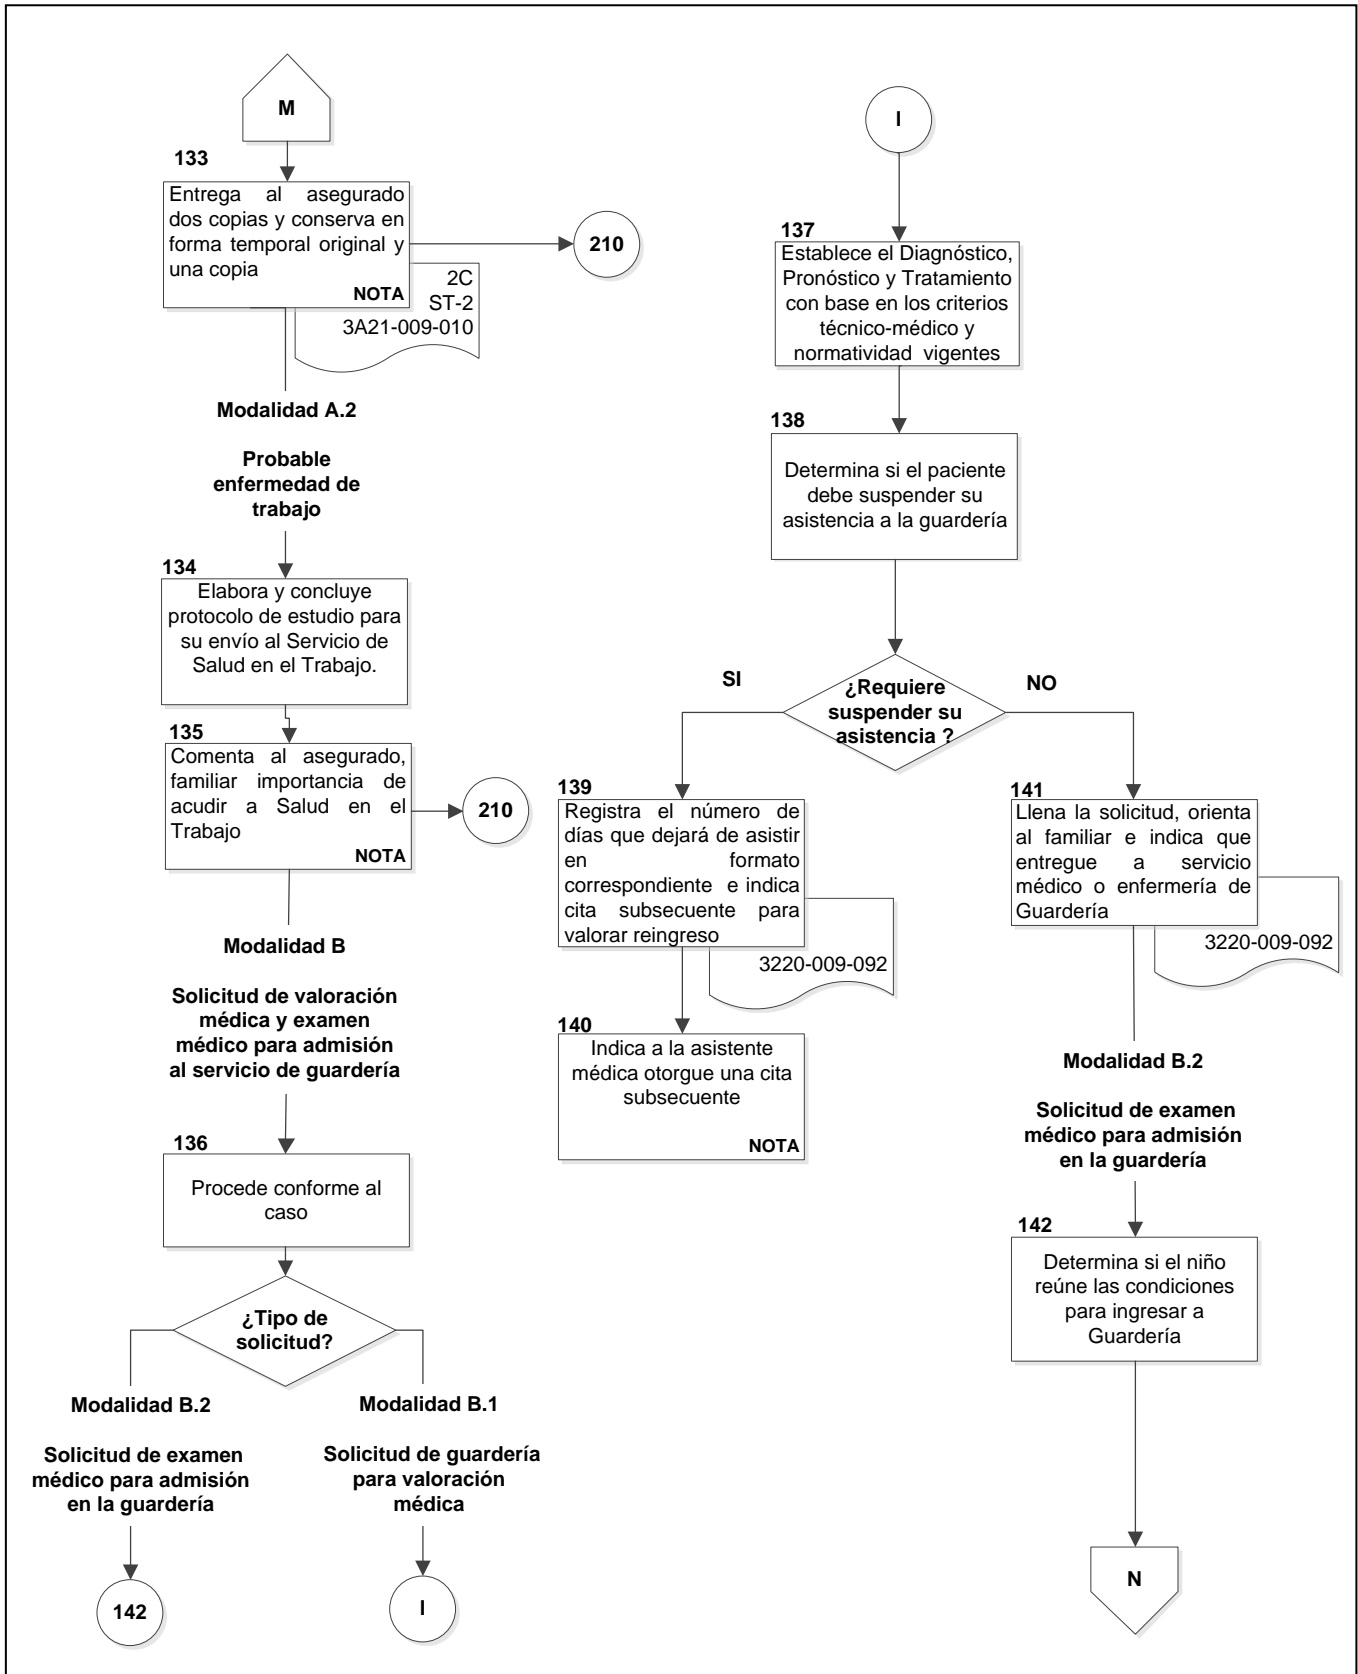 M
133
Entrega al asegurado
dos copias y conserva en
forma temporal original y
una copia
NOTA
210
2C
ST-2
3A21-009-010
Modalidad A.2
Probable
enfermedad de
trabajo
134
Elabora y concluye
protocolo de estudio para
su envío al Servicio de
Salud en el Trabajo.
135
Comenta al asegurado,
familiar importancia de
acudir a Salud en el
Trabajo
NOTA
210
Modalidad B
Solicitud de valoración
médica y examen
médico para admisión
al servicio de guardería
136
Procede conforme al
caso
¿Tipo de
solicitud?
Modalidad B.2
Solicitud de examen
médico para admisión
en la guardería
142
Modalidad B.1
Solicitud de guardería
para valoración
médica
I
I
137
Establece el Diagnóstico,
Pronóstico y Tratamiento
con base en los criterios
técnico-médico y
normatividad vigentes
138
Determina si el paciente
debe suspender su
asistencia a la guardería
¿Requiere
suspender su
asistencia ?
SI
NO
139
Registra el número de
días que dejará de asistir
en formato
correspondiente e indica
cita subsecuente para
valorar reingreso
3220-009-092
140
Indica a la asistente
médica otorgue una cita
subsecuente
NOTA
141
Llena la solicitud, orienta
al familiar e indica que
entregue a servicio
médico o enfermería de
Guardería
3220-009-092
Modalidad B.2
Solicitud de examen
médico para admisión
en la guardería
142
Determina si el niño
reúne las condiciones
para ingresar a
Guardería
N